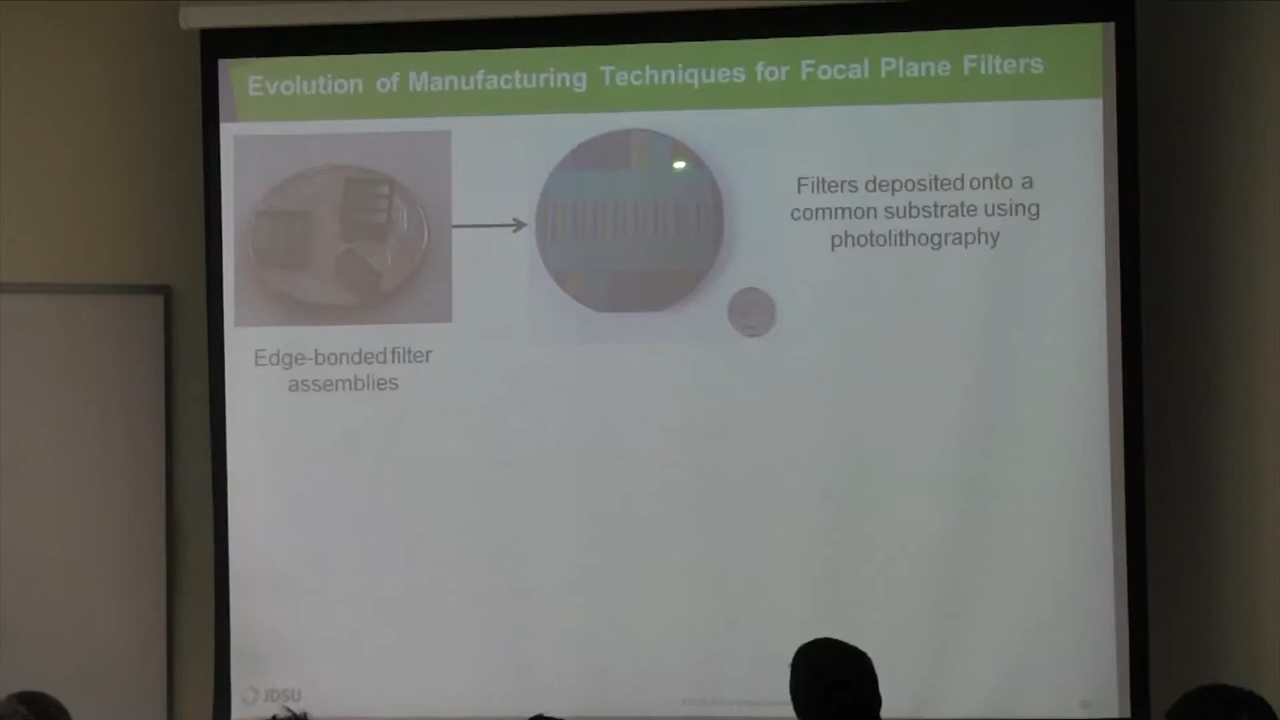 Evolution of Manufacturing Techniques for Focal Plane Filters
Filters deposited onto a
common substrate using
photolithography
Edge-bonded filter
assemblies
JDSU